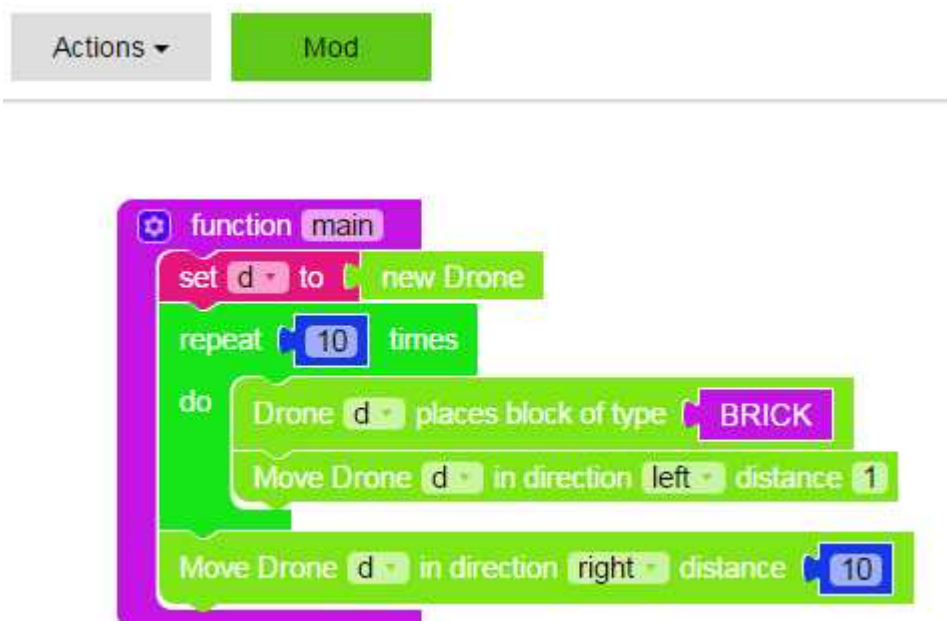 Actions Mod
function main
set d to new Drone
repeat 10 times
do Drone d places block of type BRICK
Move Drone d in direction left distance 1
Move Drone d in direction right distance 10